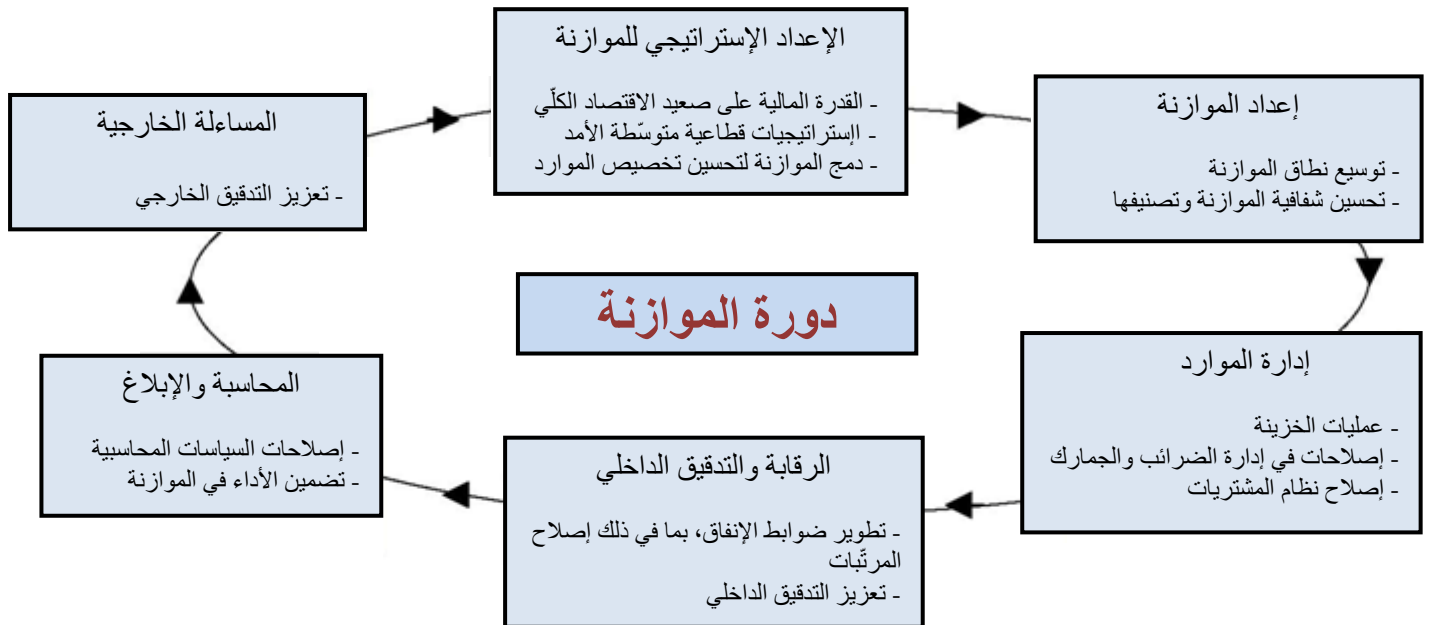 الإعداد الإستراتيجي للموازنة
- القدرة المالية على صعيد الاقتصاد الكلّي
- اإستراتيجيات قطاعية متوسّطة الأمد
- دمج الموازنة لتحسين تخصيص الموارد
إعداد الموازنة
- توسيع نطاق الموازنة
- تحسين شفافية الموازنة وتصنيفها
المساءلة الخارجية
- تعزيز التدقيق الخارجي
دورة الموازنة
إدارة الموارد
- عمليات الخزينة
- إصلاحات في إدارة الضرائب والجمارك
- إصلاح نظام المشتريات
المحاسبة والإبلاغ
- إصلاحات السياسات المحاسبية
- تضمين الأداء في الموازنة
الرقابة والتدقيق الداخلي
- تطوير ضوابط الإنفاق، بما في ذلك إصلاح
المرتّبات
- تعزيز التدقيق الداخلي